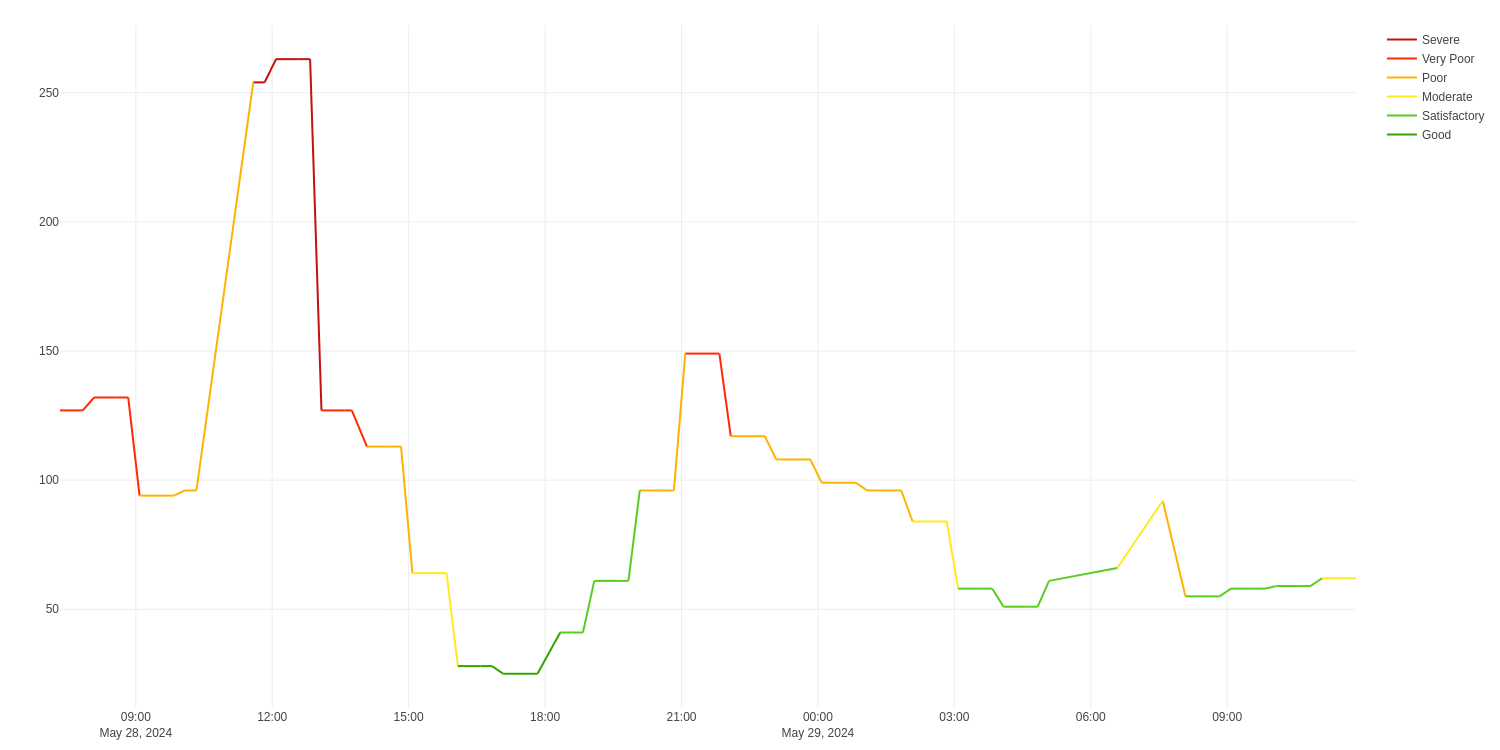 Severe
Very Poor
Poor
Moderate
Satisfactory
Good
250
200
150
100
50
09:00
May 28, 2024
12:00
15:00
18:00
21:00
00:00
May 29, 2024
03:00
06:00
09:00